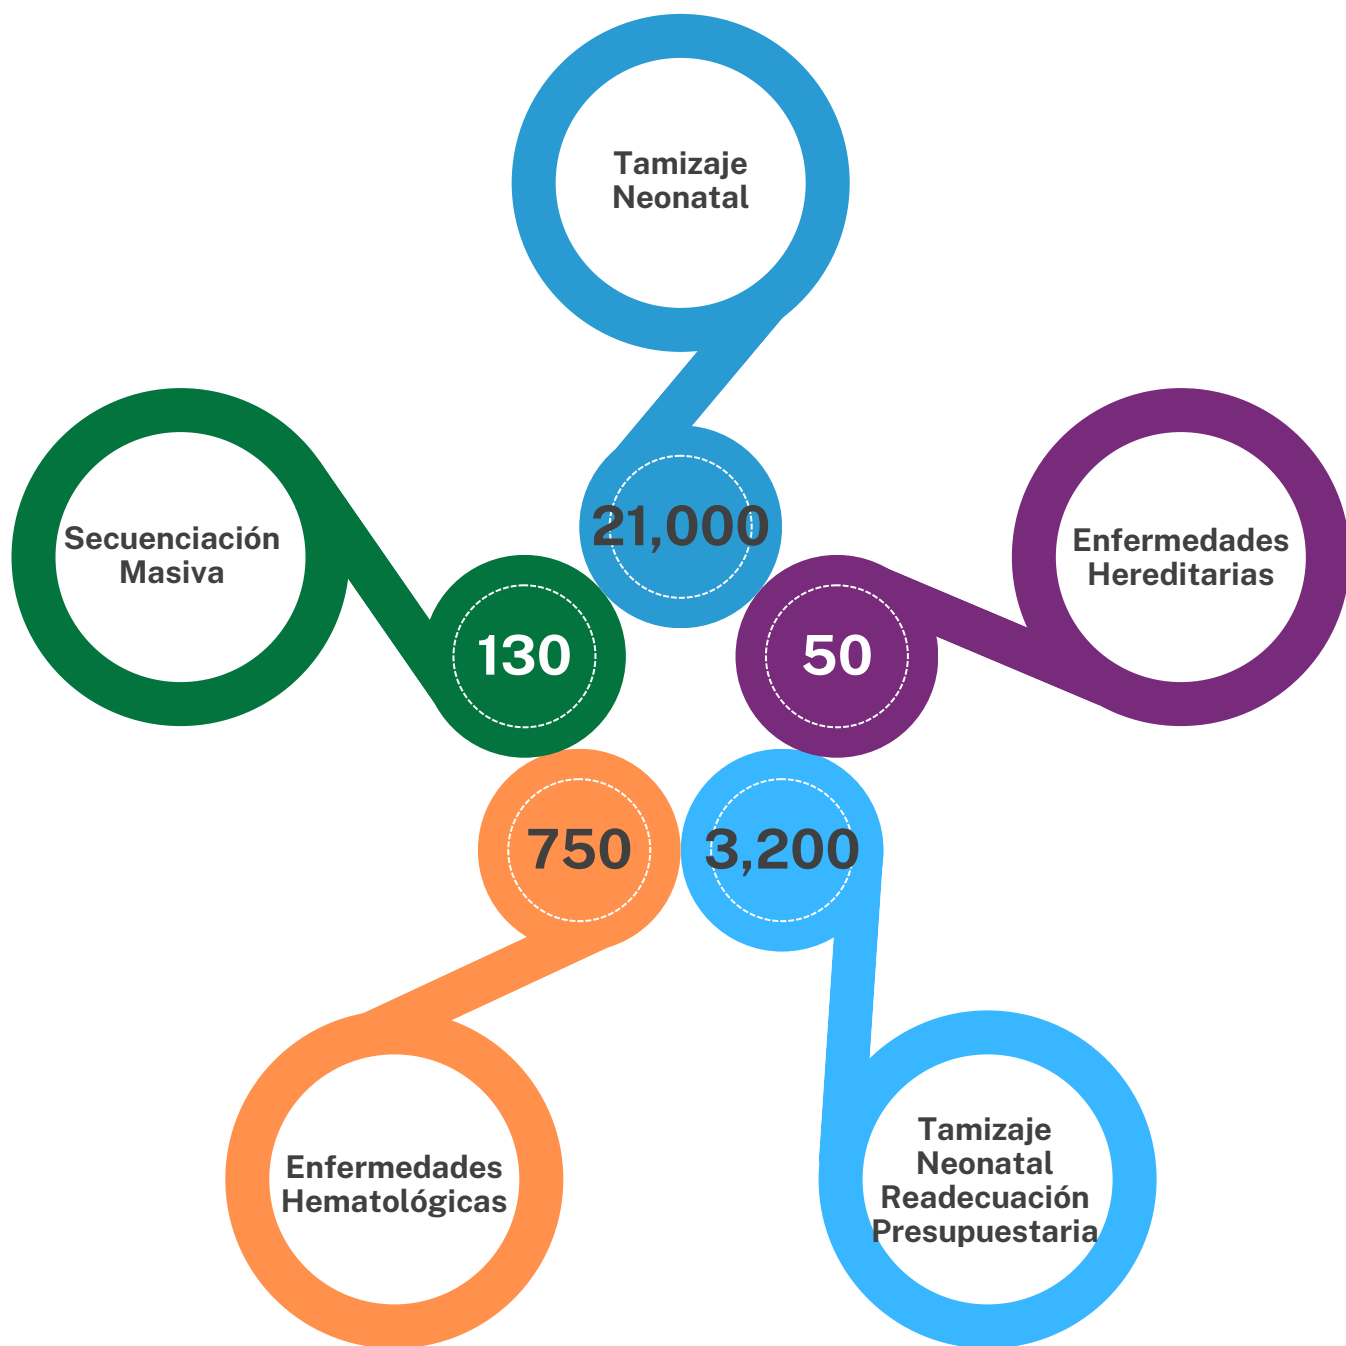 Tamizaje
Neonatal
21,000
Secuenciación
Masiva
130
Enfermedades
Hereditarias
50
750
3,200
Enfermedades
Hematológicas
Tamizaje
Neonatal
Readecuación
Presupuestaria